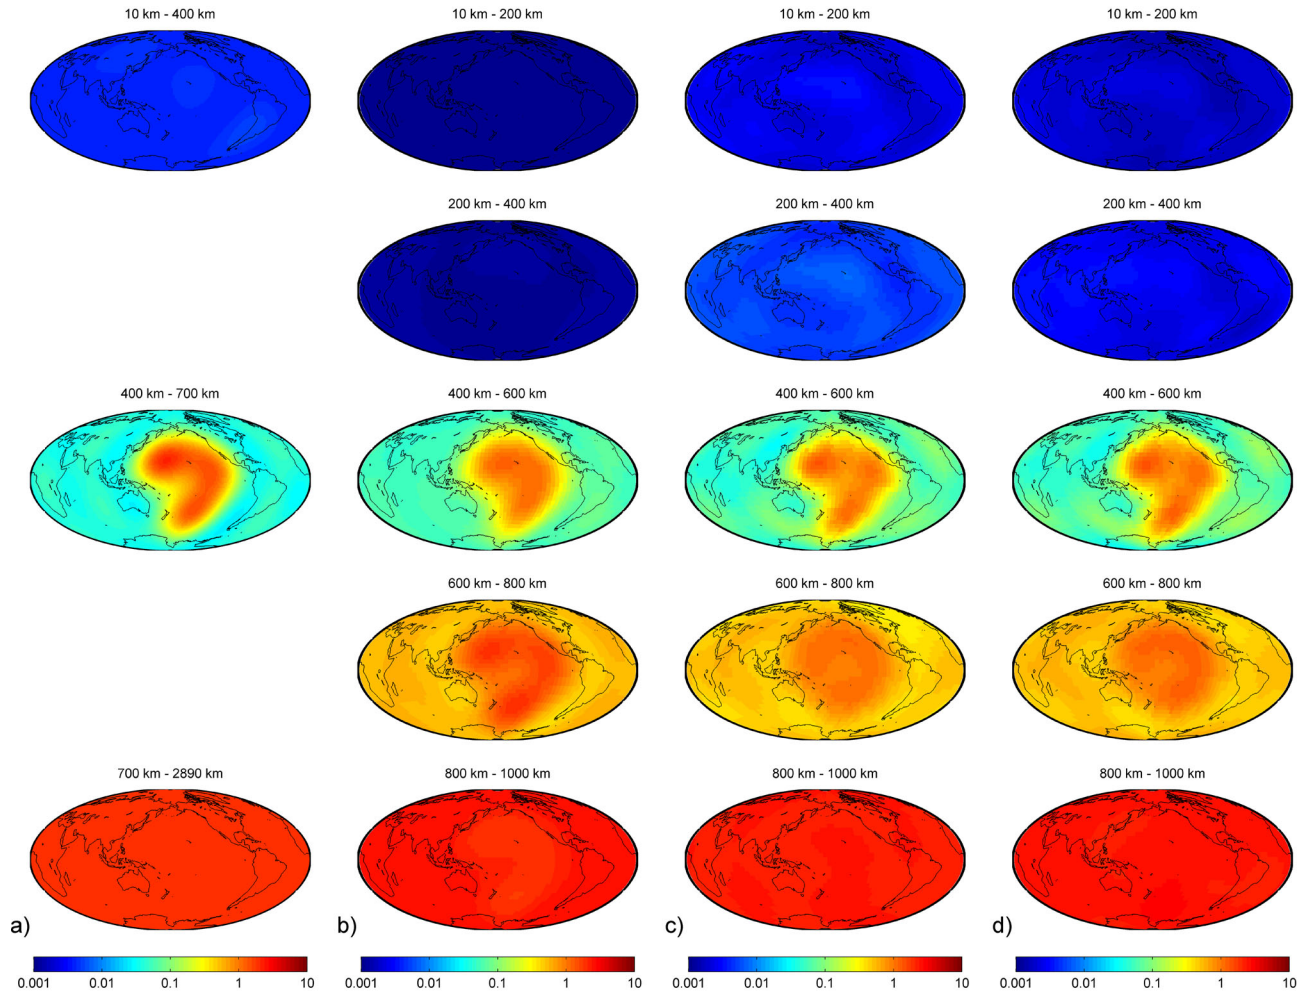 10 km - 400 km
10 km - 200 km
10 km - 200 km
10 km - 200 km
200 km - 400 km
200 km - 400 km
200 km - 400 km
400 km - 700 km
400 km - 600 km
400 km - 600 km
400 km - 600 km
600 km - 800 km
600 km - 800 km
600 km - 800 km
700 km - 2890 km
800 km - 1000 km
800 km - 1000 km
800 km - 1000 km
a)
b)
c)
d)
0.001 0.01 0.1 1 10
0.001 0.01 0.1 1 10
0.001 0.01 0.1 1 10
0.001 0.01 0.1 1 10